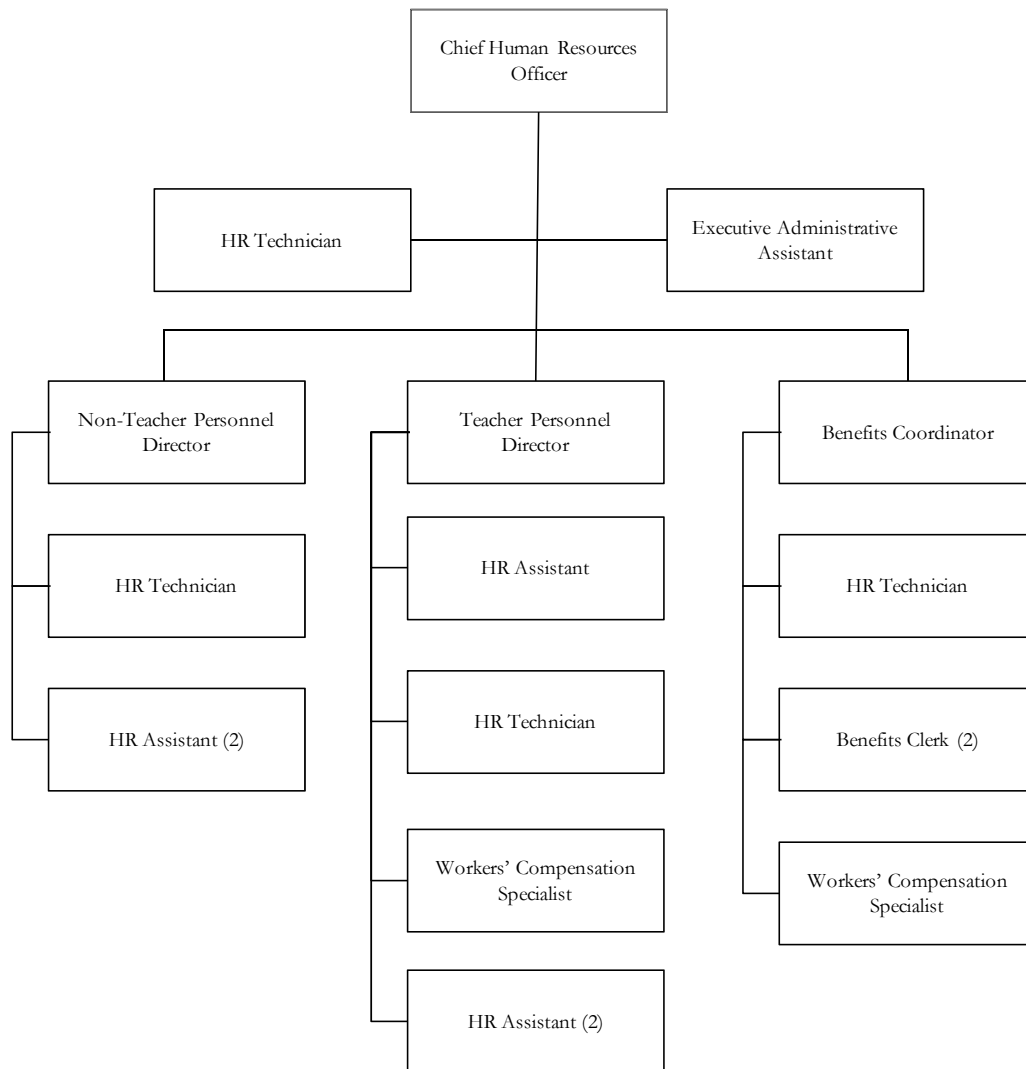 Chief Human Resources
Officer
HR Technician
Executive Administrative
Assistant
Non-Teacher Personnel
Director
Teacher Personnel
Director
Benefits Coordinator
HR Technician
HR Assistant
HR Technician
HR Assistant (2)
HR Technician
Benefits Clerk (2)
Workers’ Compensation
Specialist
Workers’ Compensation
Specialist
HR Assistant (2)